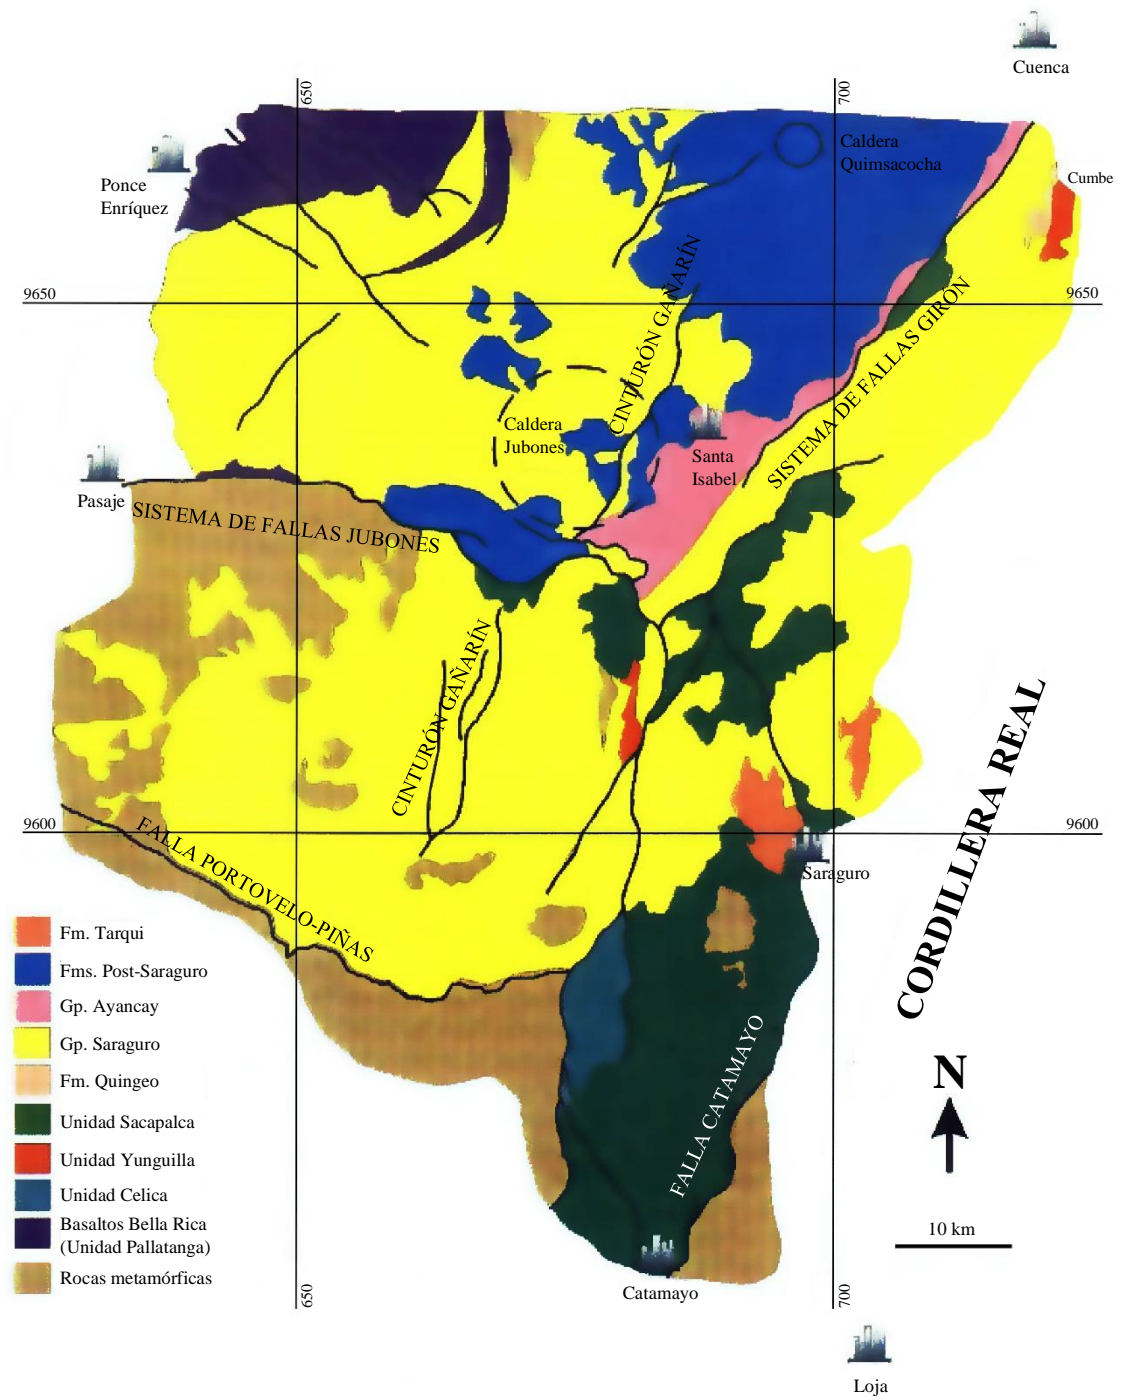 Cuenca
650
700
Caldera
Quimsacocha
Ponce
Enríquez
Cumbe
CINTURÓN GAÑARÍN
9650
9650
SISTEMA DE FALLAS GIRÓN
Caldera
Jubones
Santa
Isabel
Pasaje
SISTEMA DE FALLAS JUBONES
CINTURÓN GAÑARÍN
CORDILLERA REAL
9600
9600
FALLA PORTOVELO-PIÑAS
Saraguro
Fm. Tarqui
Fms. Post-Saraguro
Gp. Ayancay
Gp. Saraguro
Fm. Quingeo
Unidad Sacapalca
Unidad Yunguilla
Unidad Celica
Basaltos Bella Rica
(Unidad Pallatanga)
Rocas metamórficas
FALLA CATAMAYO
N
10 km
650
700
Catamayo
Loja